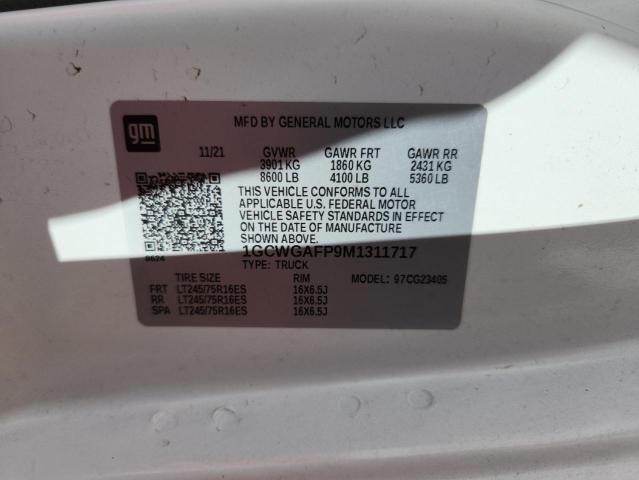 gm
MFD BY GENERAL MOTORS LLC
11/21 GVWR GAWR FRT GAWR RR
3901 KG 1860 KG 2431 KG
8600 LB 4100 LB 5360 LB
THIS VEHICLE CONFORMS TO ALL
APPLICABLE U.S. FEDERAL MOTOR
VEHICLE SAFETY STANDARDS IN EFFECT
ON THE DATE OF MANUFACTURE
SHOWN ABOVE.
8624 1GCWGAFP9M1311717
TYPE: TRUCK
TIRE SIZE RIM MODEL: 97CG23405
FRT LT245/75R16ES 16X6.5J
RR LT245/75R16ES 16X6.5J
SPA LT245/75R16ES 16X6.5J